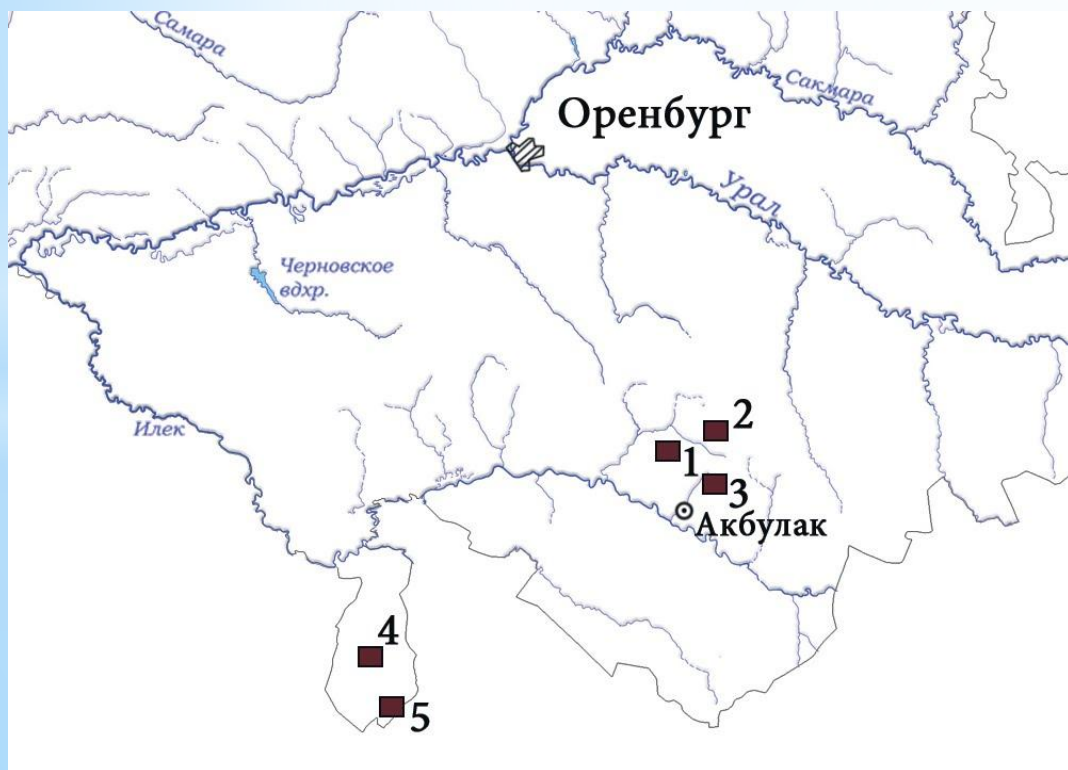 Самара
Сакмара
Оренбург
Урал
Черновское
вдхр.
Илек
2
1
3
Акбулак
4
5